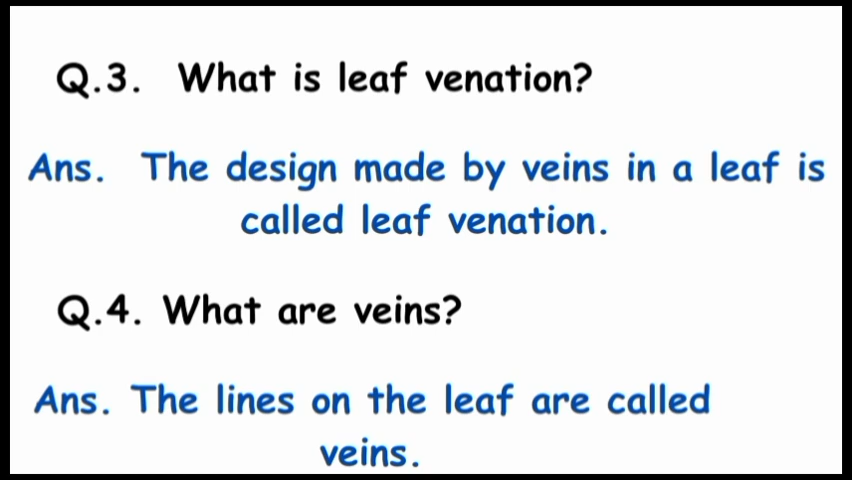 Q.3. What is leaf venation?
Ans. The design made by veins in a leaf is
called leaf venation.
Q.4. What are veins?
Ans. The lines on the leaf are called
veins.